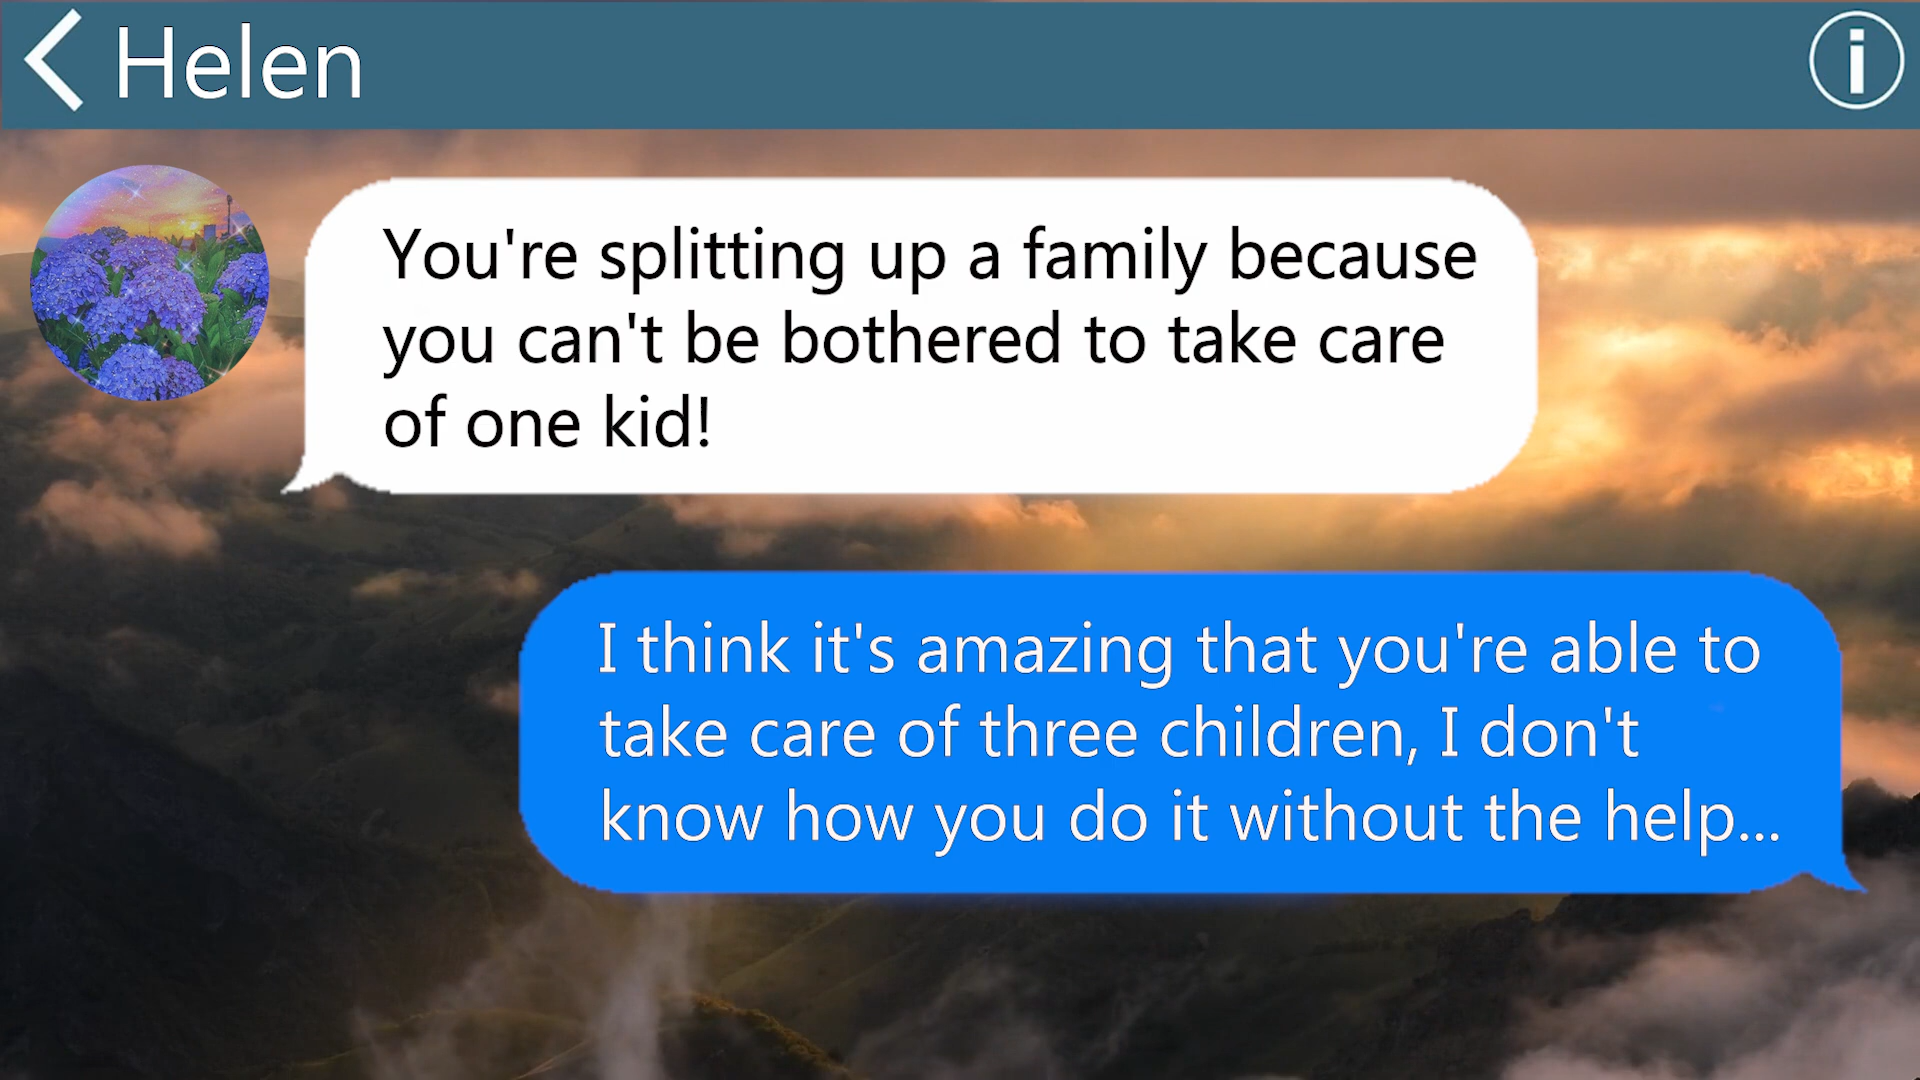 Helen
You're splitting up a family because
you can't be bothered to take care
of one kid!
I think it's amazing that you're able to
take care of three children, I don't
know how you do it without the help...